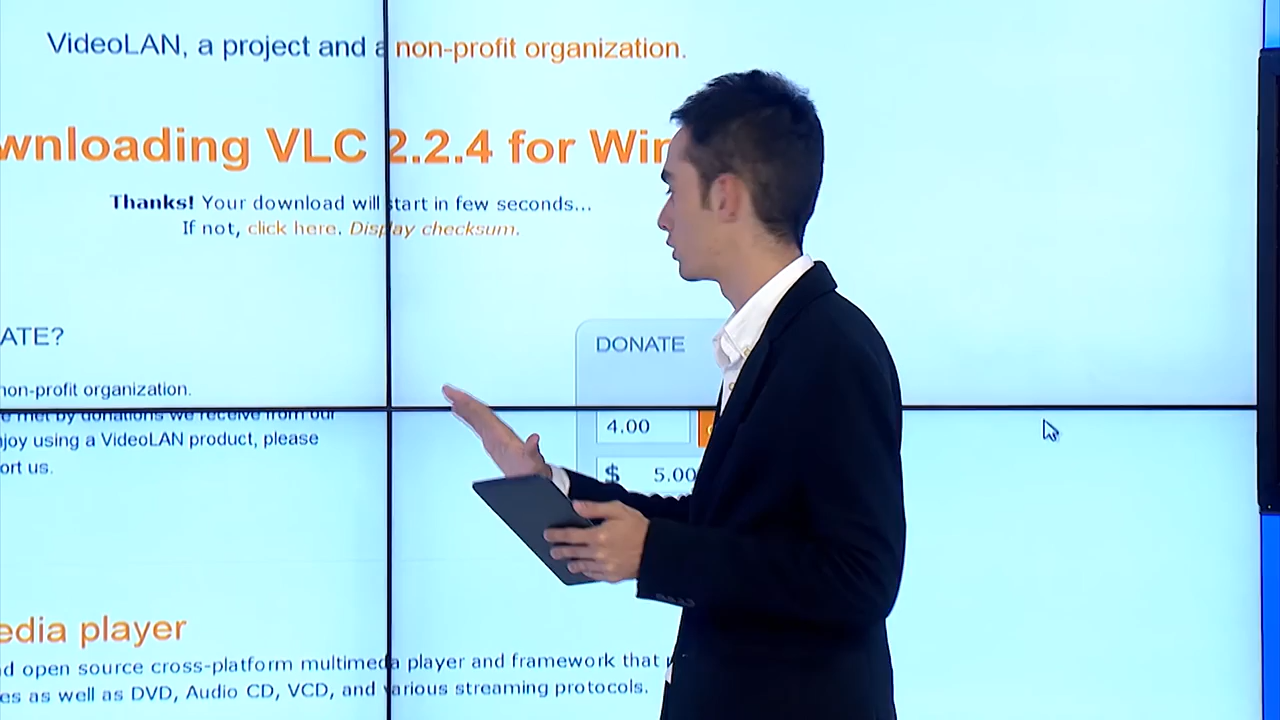 VideoLAN, a project and a non-profit organization.
wnloading VLC 2.2.4 for Win
Thanks! Your download will start in few seconds...
If not, click here. Display checksum.
ATE?
DONATE
non-profit organization.
e met by donations we receive from our
4.00
njoy using a VideoLAN product, please
ort us.
$ 5.00
edia player
nd open source cross-platform multimedia player and framework that
es as well as DVD, Audio CD, VCD, and various streaming protocols.